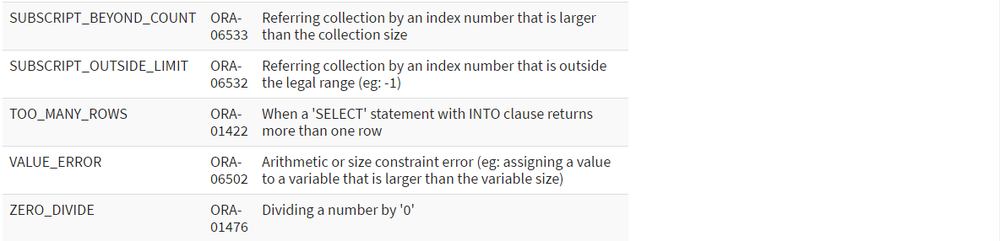 SUBSCRIPT_BEYOND_COUNT ORA- Referring collection by an index number that is larger
06533 than the collection size
SUBSCRIPT_OUTSIDE_LIMIT ORA- Referring collection by an index number that is outside
06532 the legal range (eg: -1)
TOO_MANY_ROWS ORA- When a 'SELECT' statement with INTO clause returns
01422 more than one row
VALUE_ERROR ORA- Arithmetic or size constraint error (eg: assigning a value
06502 to a variable that is larger than the variable size)
ZERO_DIVIDE ORA- Dividing a number by '0'
01476